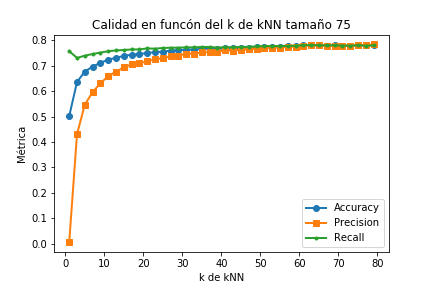 Calidad en funcón del k de kNN tamaño 75
Métrica
0.8
0.7
0.6
0.5
0.4
0.3
0.2
0.1
0.0
Accuracy
Precision
Recall
0 10 20 30 40 50 60 70 80
k de kNN